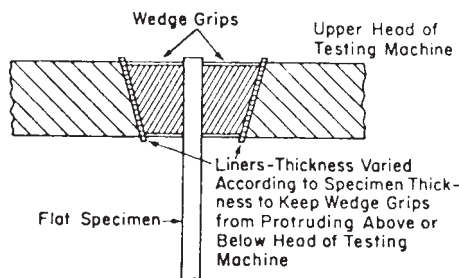 Wedge Grips
Upper Head of
Testing Machine
Liners-Thickness Varied
According to Specimen Thick-
ness to Keep Wedge Grips
from Protruding Above or
Below Head of Testing
Machine
Flat Specimen